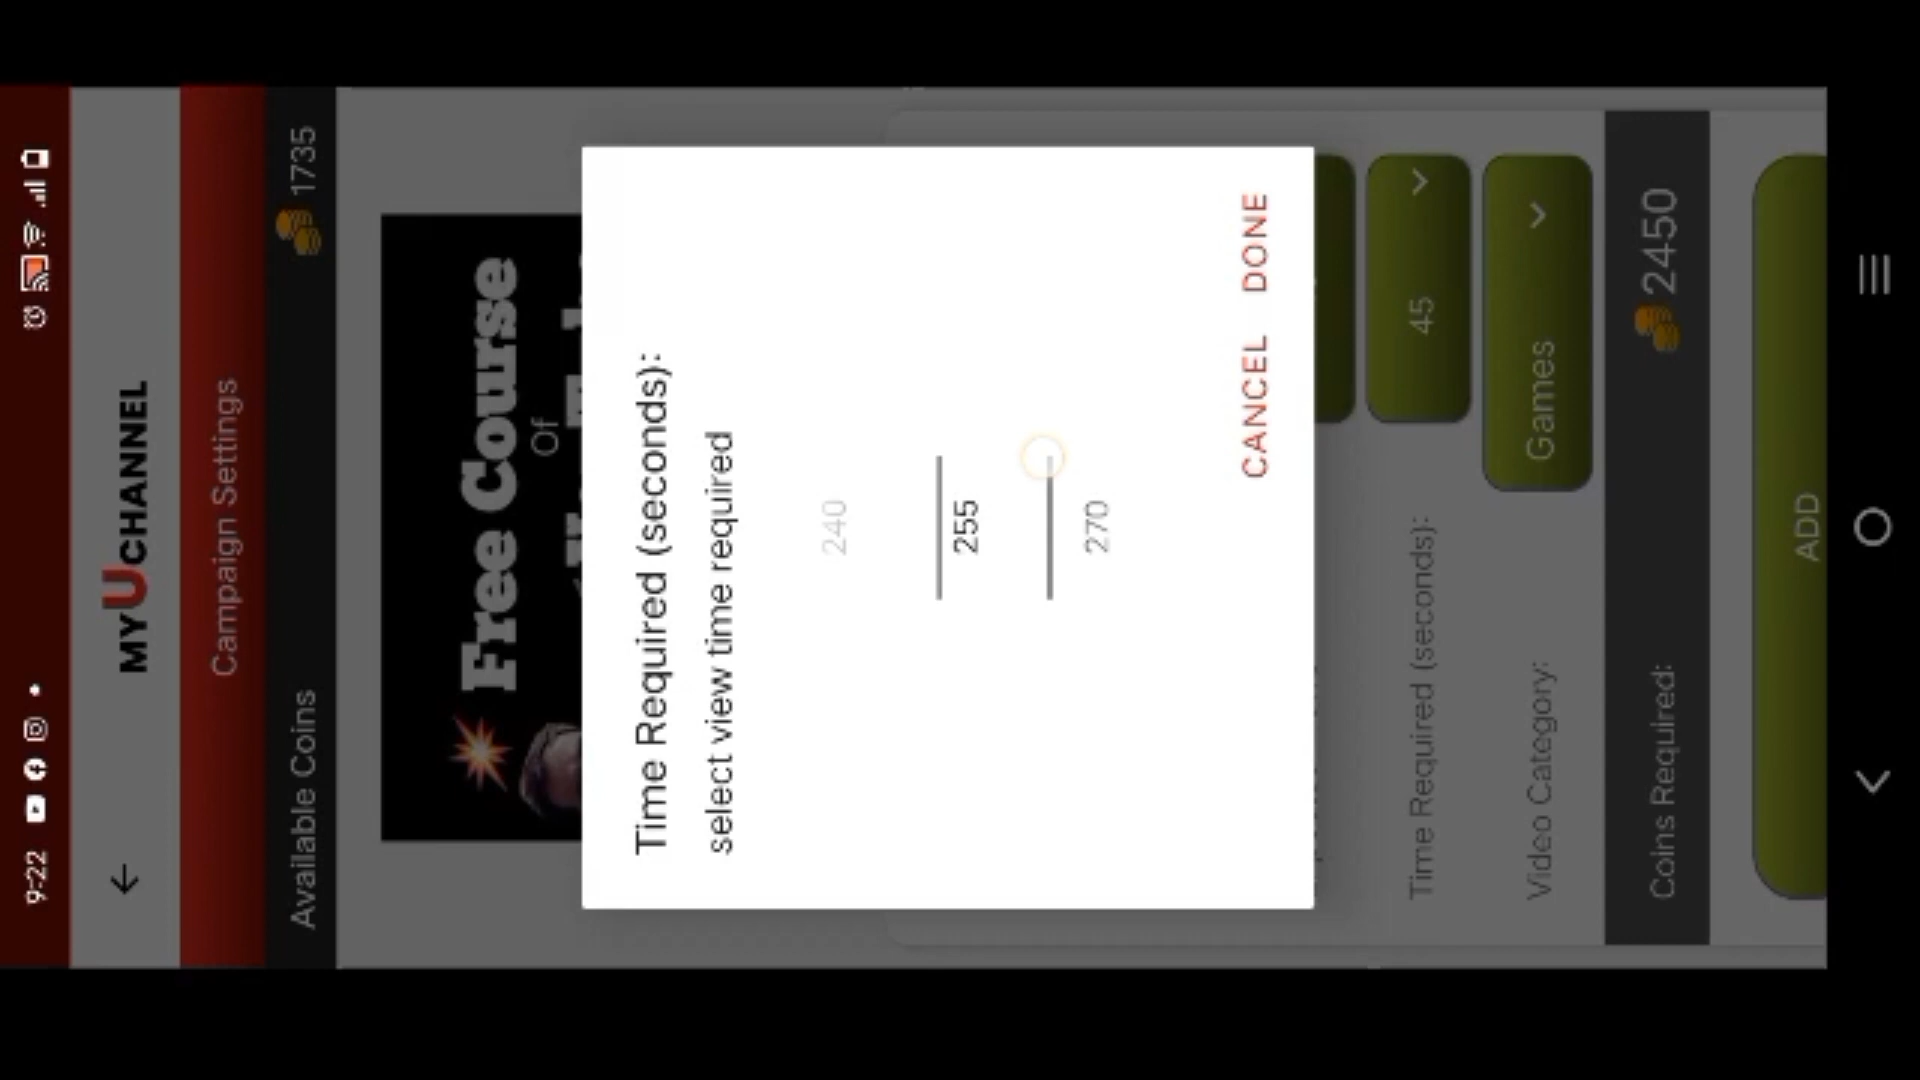 9:22
MYUCHANNEL
Campaign Settings
Available Coins 1735
Free Course
Of
Time Required (seconds):
select view time required
240
255
270
CANCEL DONE
Time Required (seconds): 45
Video Category: Games
Coins Required: 2450
ADD